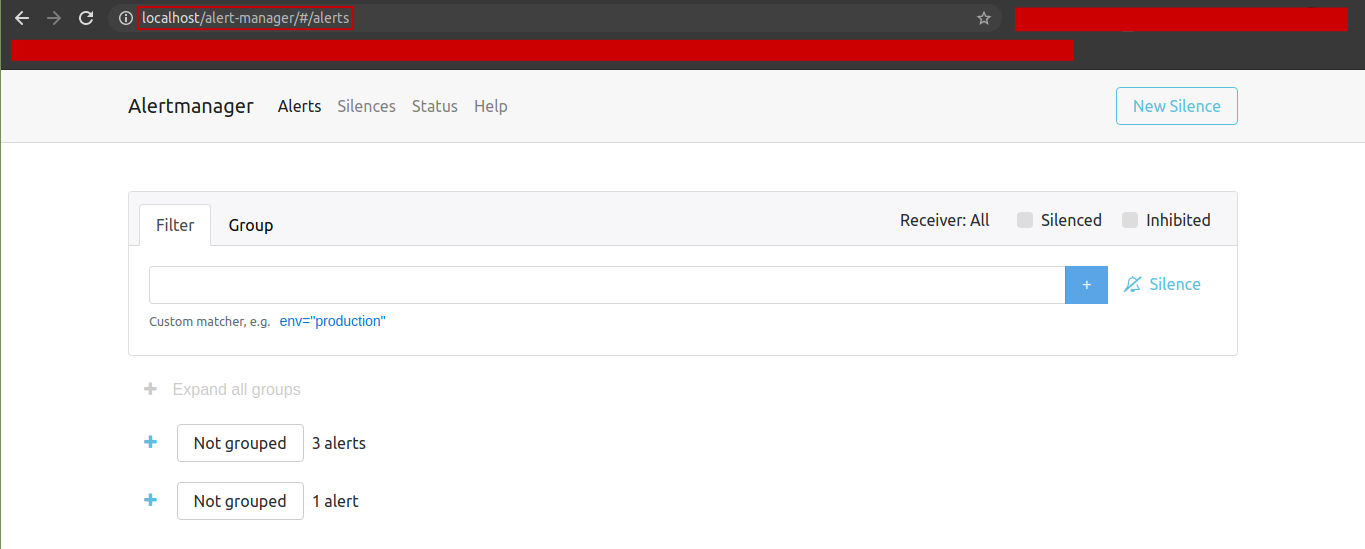 localhost/alert-manager/#/alerts
Alertmanager Alerts Silences Status Help New Silence
Filter Group Receiver: All Silenced Inhibited
+ Silence
Custom matcher, e.g. env="production"
+ Expand all groups
+ Not grouped 3 alerts
+ Not grouped 1 alert